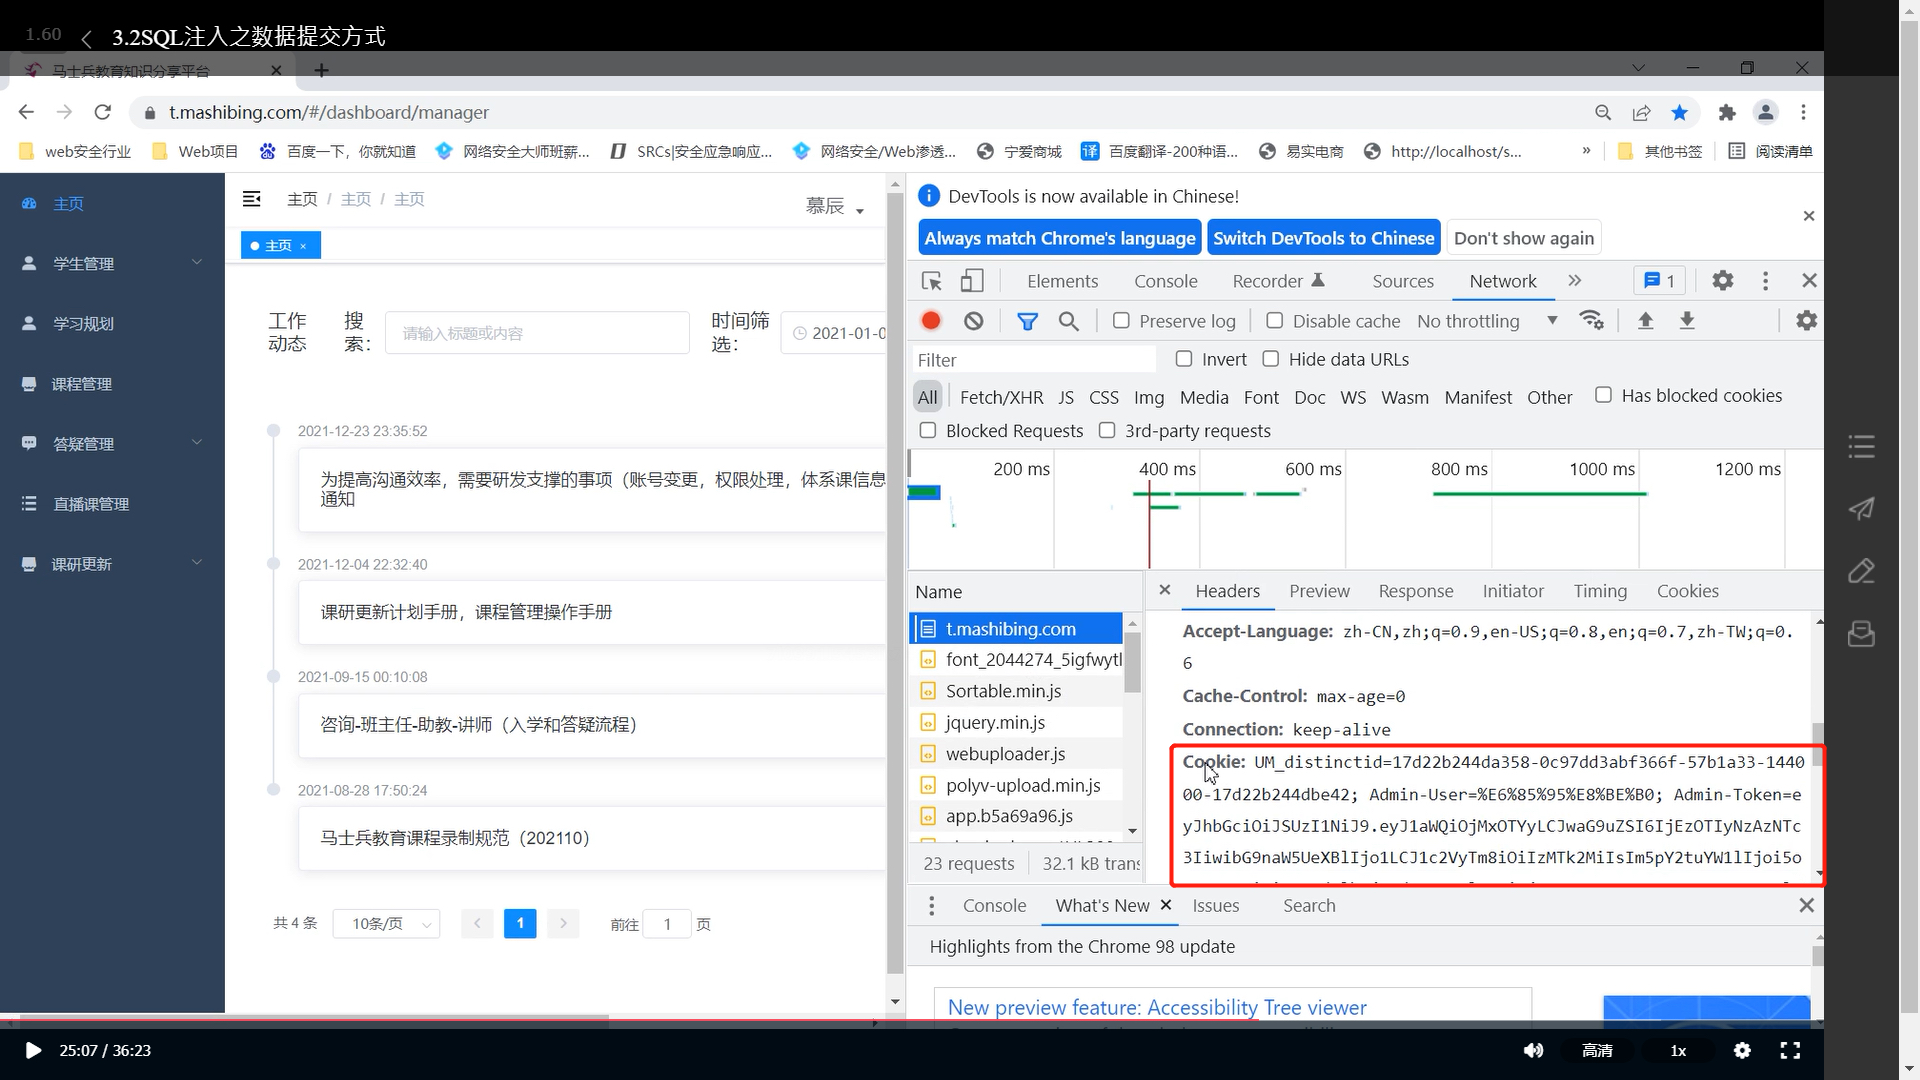 1.60
3.2SQL注入之数据提交方式
马士兵教育知识分享平台
t.mashibing.com/#/dashboard/manager
web安全行业 Web项目 百度一下，你就知道 网络安全大师班薪... SRCs|安全应急响应... 网络安全/Web渗透... 宁爱商城 百度翻译-200种语... 易实电商 http://localhost/s... » 其他书签 阅读清单
主页
学生管理
学习规划
课程管理
答疑管理
直播课管理
课研更新
主页 / 主页 / 主页
慕辰
主页 ×
工作动态 搜索： 请输入标题或内容 时间筛选： 2021-01-0
2021-12-23 23:35:52
为提高沟通效率，需要研发支撑的事项（账号变更，权限处理，体系课信息
通知
2021-12-04 22:32:40
课研更新计划手册，课程管理操作手册
2021-09-15 00:10:08
咨询-班主任-助教-讲师（入学和答疑流程）
2021-08-28 17:50:24
马士兵教育课程录制规范（202110）
共 4 条 10条/页 1 前往 1 页
DevTools is now available in Chinese!
Always match Chrome's language Switch DevTools to Chinese Don't show again
Elements Console Recorder Sources Network » 1
Preserve log Disable cache No throttling
Filter Invert Hide data URLs
All Fetch/XHR JS CSS Img Media Font Doc WS Wasm Manifest Other Has blocked cookies
Blocked Requests 3rd-party requests
200 ms 400 ms 600 ms 800 ms 1000 ms 1200 ms
Name
t.mashibing.com
font_2044274_5igfwytl
Sortable.min.js
jquery.min.js
webuploader.js
polyv-upload.min.js
app.b5a69a96.js
23 requests 32.1 kB trans
Headers Preview Response Initiator Timing Cookies
Accept-Language: zh-CN,zh;q=0.9,en-US;q=0.8,en;q=0.7,zh-TW;q=0.
6
Cache-Control: max-age=0
Connection: keep-alive
Cookie: UM_distinctid=17d22b244da358-0c97dd3abf366f-57b1a33-1440
00-17d22b244dbe42; Admin-User=%E6%85%95%E8%BE%B0; Admin-Token=e
yJhbGciOiJSUzI1NiJ9.eyJ1aWQiOjMxOTYyLCJwaG9uZSI6IjEzOTIyNzAzNTc
3IiwibG9naW5UeXBlIjo1LCJ1c2VyTm8iOiIzMTk2MiIsIm5pY2tuYW1lIjoi5o
Console What's New Issues Search
Highlights from the Chrome 98 update
New preview feature: Accessibility Tree viewer
25:07 / 36:23
高清 1x